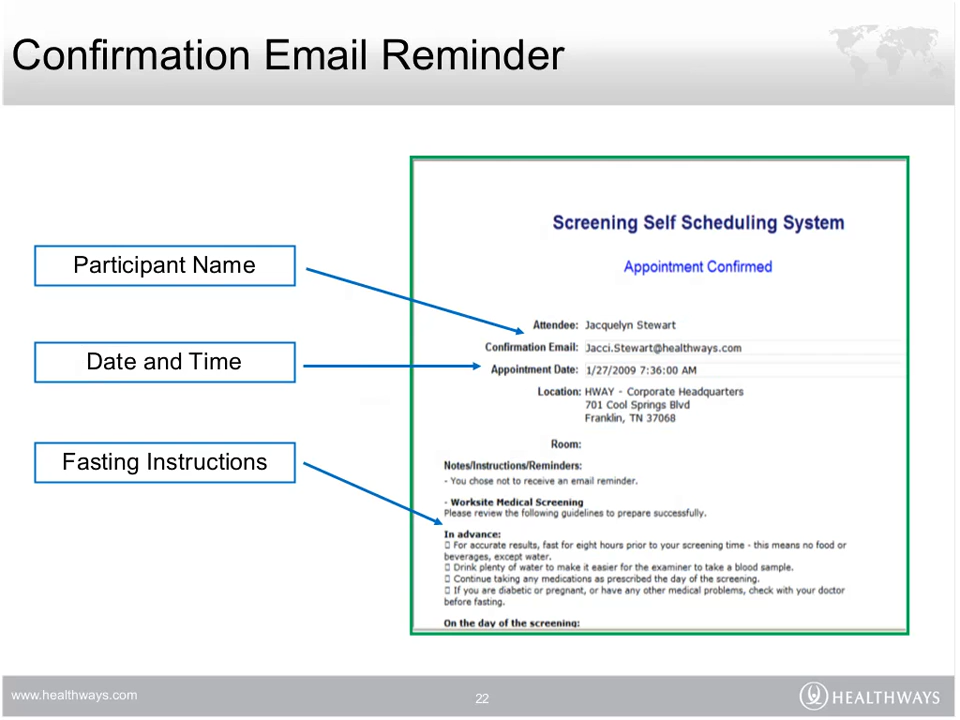 Confirmation Email Reminder
Participant Name
Date and Time
Fasting Instructions
Screening Self Scheduling System
Appointment Confirmed
Attendee: Jacquelyn Stewart
Confirmation Email: Jacci.Stewart@healthways.com
Appointment Date: 1/27/2009 7:36:00 AM
Location: HWAY - Corporate Headquarters
701 Cool Springs Blvd
Franklin, TN 37068
Room:
Notes/Instructions/Reminders:
- You chose not to receive an email reminder.
- Worksite Medical Screening
Please review the following guidelines to prepare successfully.
In advance:
▯ For accurate results, fast for eight hours prior to your screening time - this means no food or
beverages, except water.
▯ Drink plenty of water to make it easier for the examiner to take a blood sample.
▯ Continue taking any medications as prescribed the day of the screening.
▯ If you are diabetic or pregnant, or have any other medical problems, check with your doctor
before fasting.
On the day of the screening:
www.healthways.com
22
HEALTHWAYS